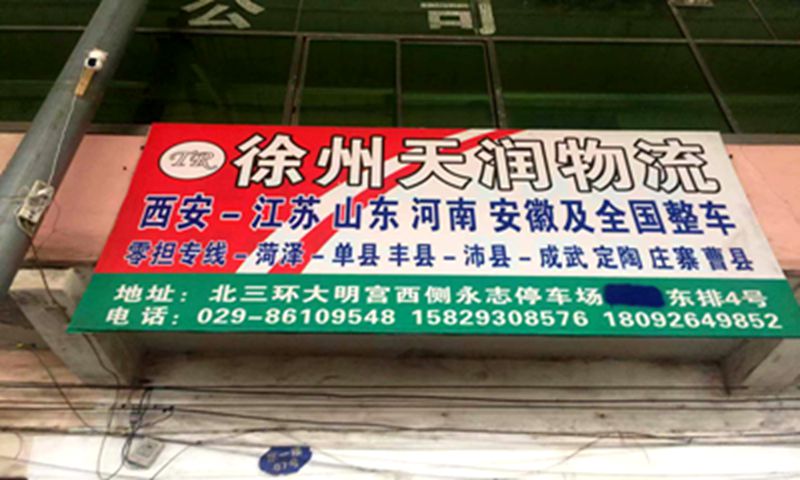 公司
TR
徐州天润物流
西安－江苏 山东 河南 安徽及全国整车
零担专线－菏泽－单县 丰县－沛县－成武 定陶 庄寨 曹县
地址：北三环大明宫西侧永志停车场 东排4号
电话：029-86109548 15829308576 18092649852